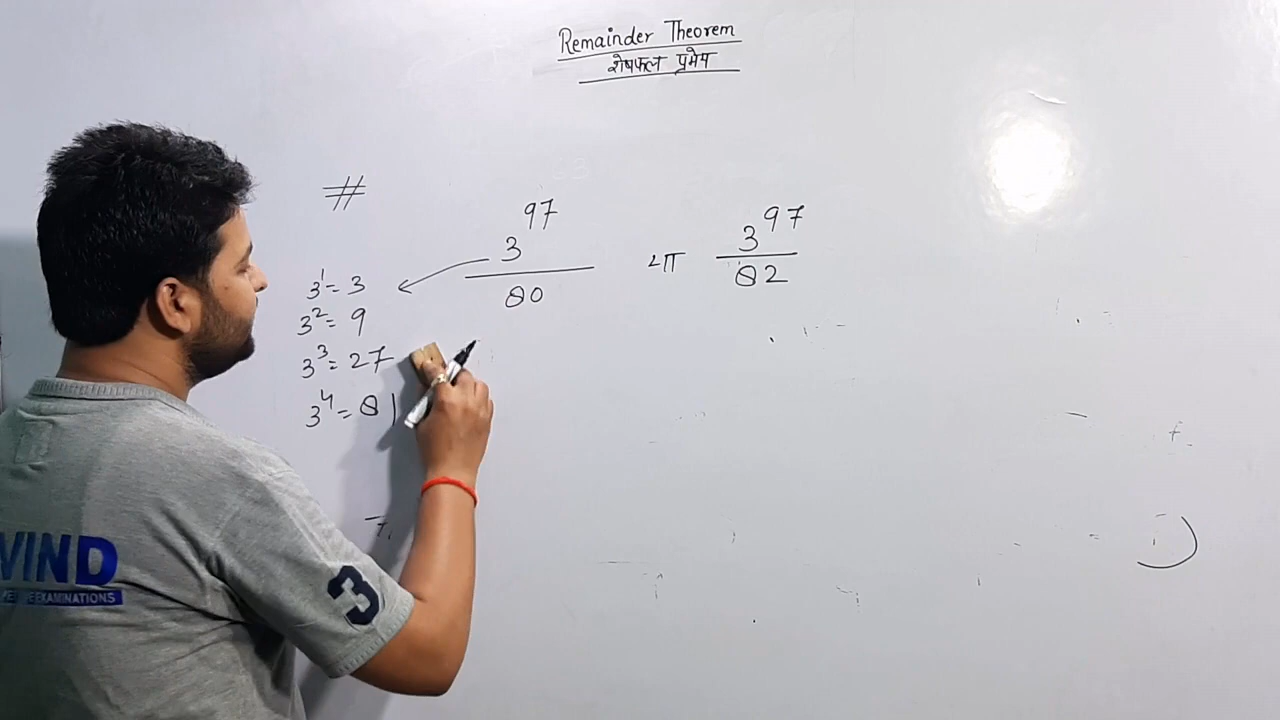 Remainder Theorem
शेषफल प्रमेय
#
3^97
80
या
3^97
82
3^1 = 3
3^2 = 9
3^3 = 27
3^4 = 81
VIND
EXAMINATIONS
3